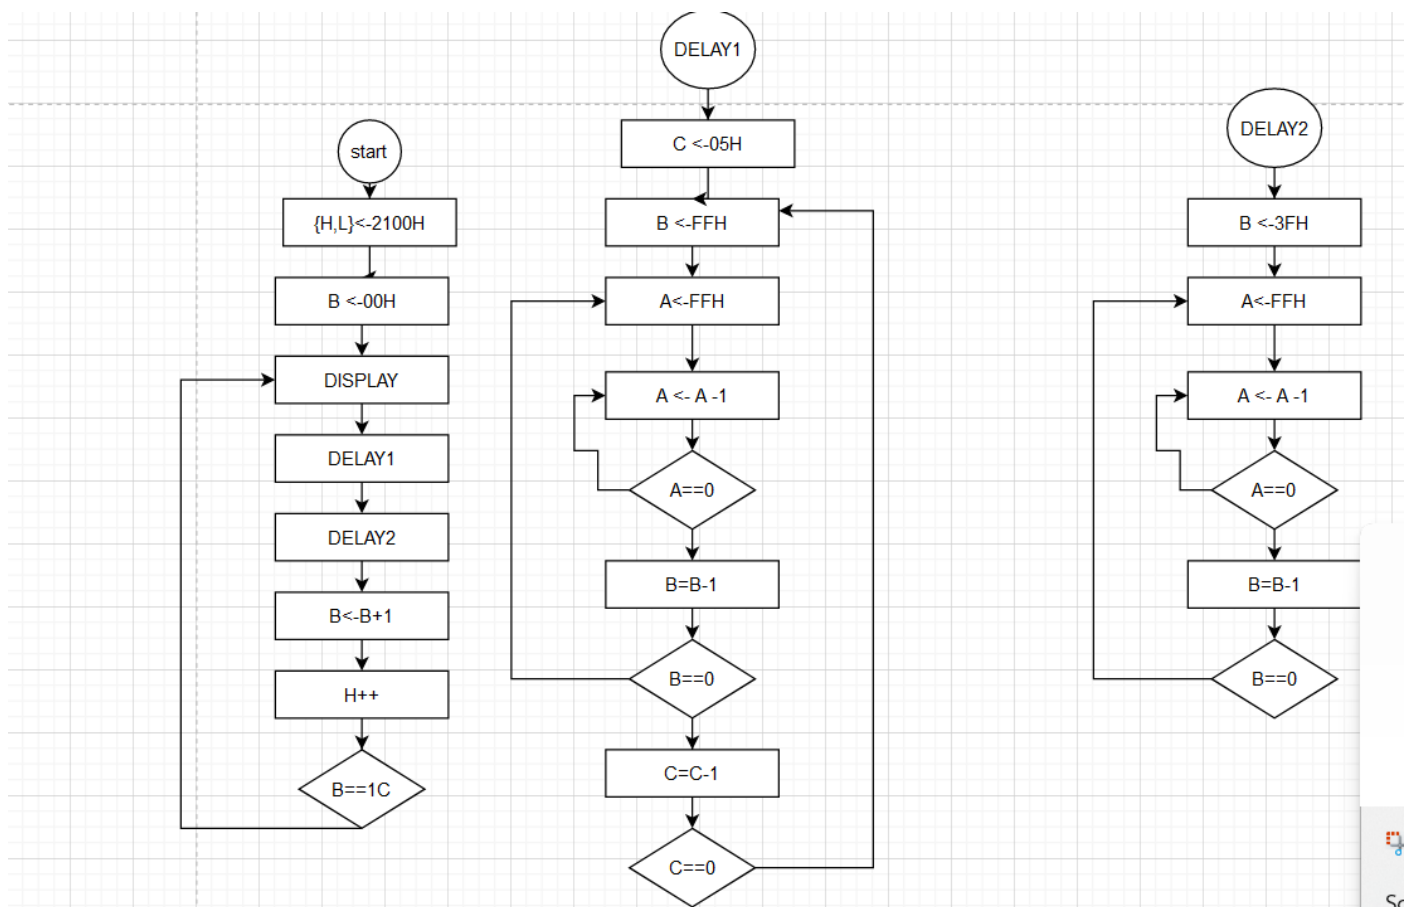 start
{H,L}<-2100H
B <-00H
DISPLAY
DELAY1
DELAY2
B<-B+1
H++
B==1C
DELAY1
C <-05H
B <-FFH
A<-FFH
A <- A -1
A==0
B=B-1
B==0
C=C-1
C==0
DELAY2
B <-3FH
A<-FFH
A <- A -1
A==0
B=B-1
B==0